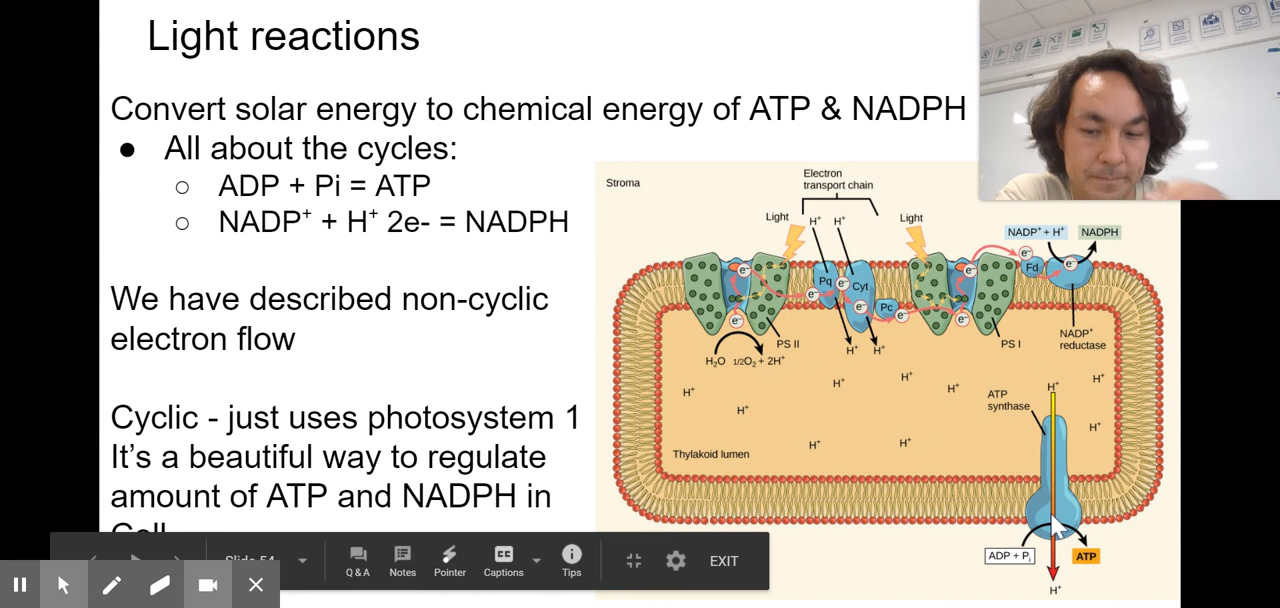 Light reactions
Convert solar energy to chemical energy of ATP & NADPH
● All about the cycles:
○ ADP + Pi = ATP
○ NADP⁺ + H⁺ 2e- = NADPH
We have described non-cyclic
electron flow
Cyclic - just uses photosystem 1
It's a beautiful way to regulate
amount of ATP and NADPH in
Stroma
Electron
transport chain
Light
H⁺ H⁺
Light
NADP⁺ + H⁺
NADPH
e⁻
e⁻
e⁻
e⁻
Fd
Pq
e⁻
Cyt
e⁻
e⁻
Pc
e⁻
e⁻
e⁻
PS II
PS I
NADP⁺
reductase
H₂O 1/2O₂ + 2H⁺
H⁺ H⁺
H⁺
H⁺
H⁺
H⁺
H⁺
H⁺
H⁺
H⁺
H⁺
H⁺
ATP
synthase
Thylakoid lumen
ADP + Pᵢ
ATP
H⁺
Slide 54
Q & A
Notes
Pointer
CC
Captions
Tips
EXIT